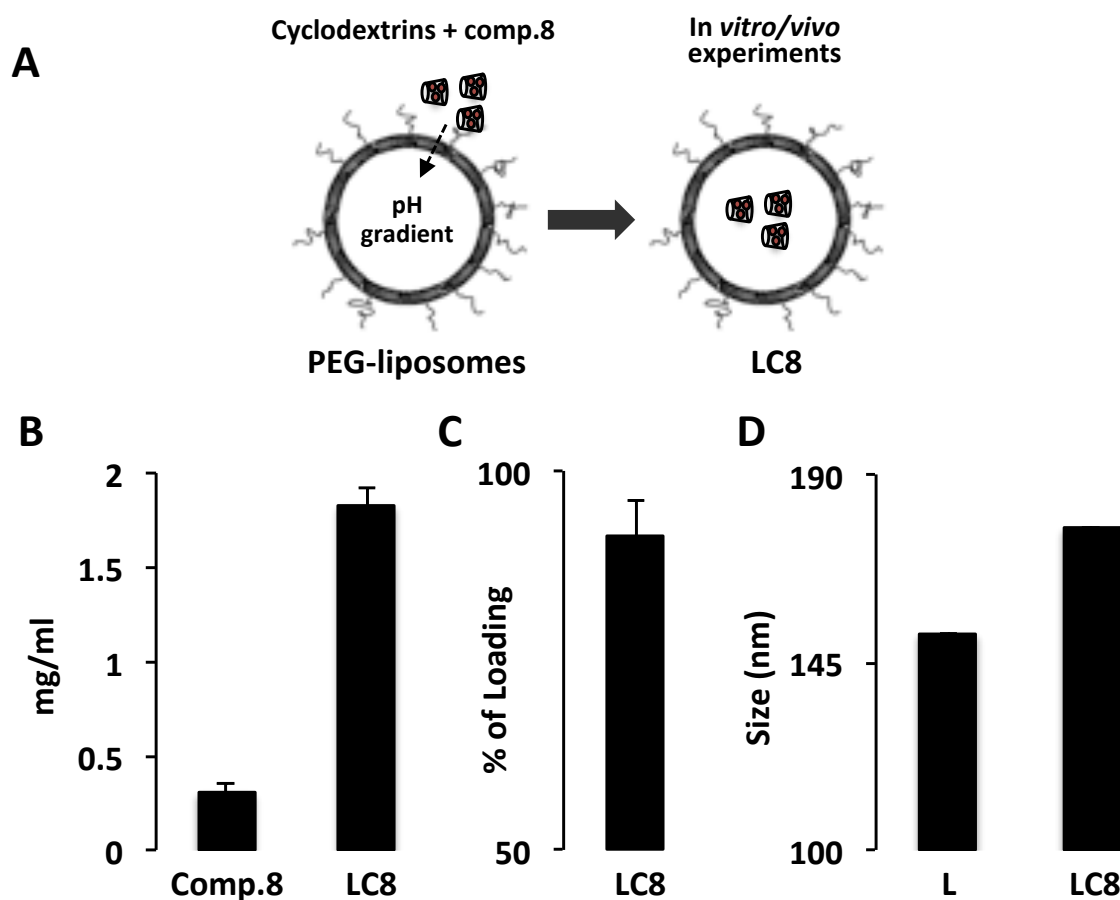 A
Cyclodextrins + comp.8
In vitro/vivo
experiments
pH
gradient
PEG-liposomes
LC8
B
mg/ml
2
1.5
1
0.5
0
Comp.8 LC8
C
% of Loading
100
50
LC8
D
Size (nm)
190
145
100
L LC8